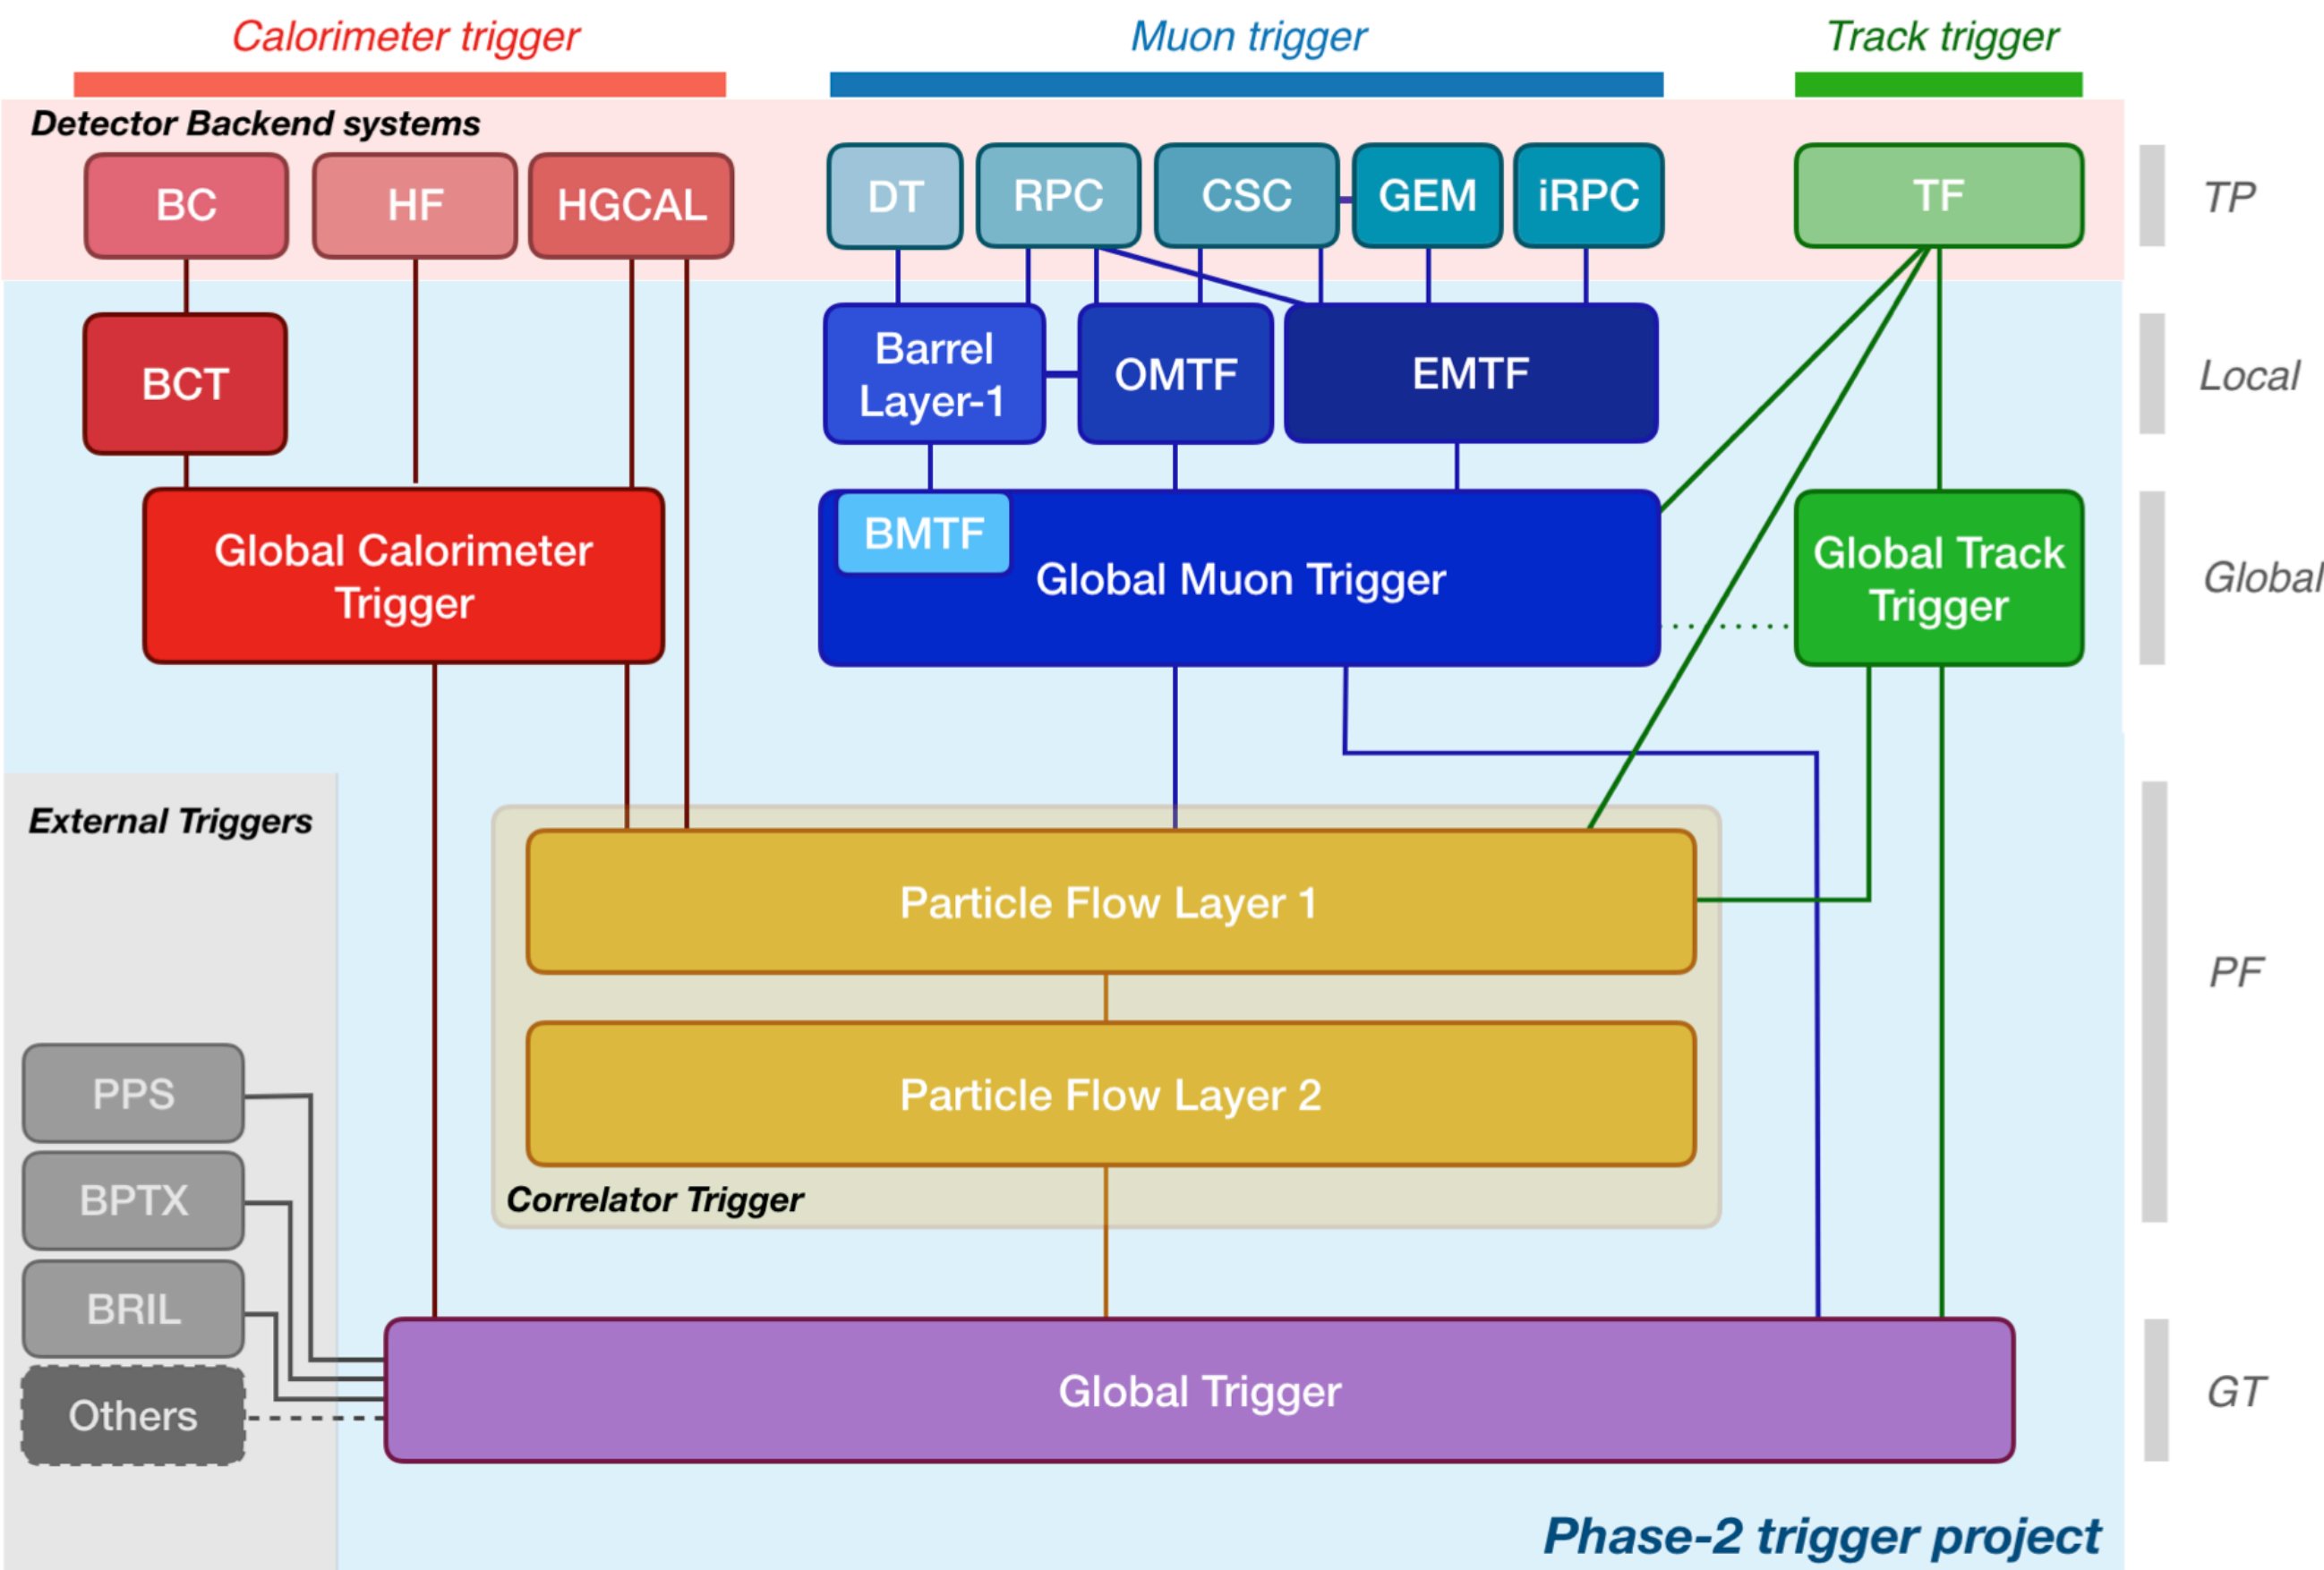 Calorimeter trigger
Muon trigger
Track trigger
Detector Backend systems
BC
HF
HGCAL
DT
RPC
CSC
GEM
iRPC
TF
TP
BCT
Barrel
Layer-1
OMTF
EMTF
Local
Global Calorimeter
Trigger
BMTF
Global Muon Trigger
Global Track
Trigger
Global
External Triggers
Particle Flow Layer 1
PF
Particle Flow Layer 2
Correlator Trigger
PPS
BPTX
BRIL
Others
Global Trigger
GT
Phase-2 trigger project